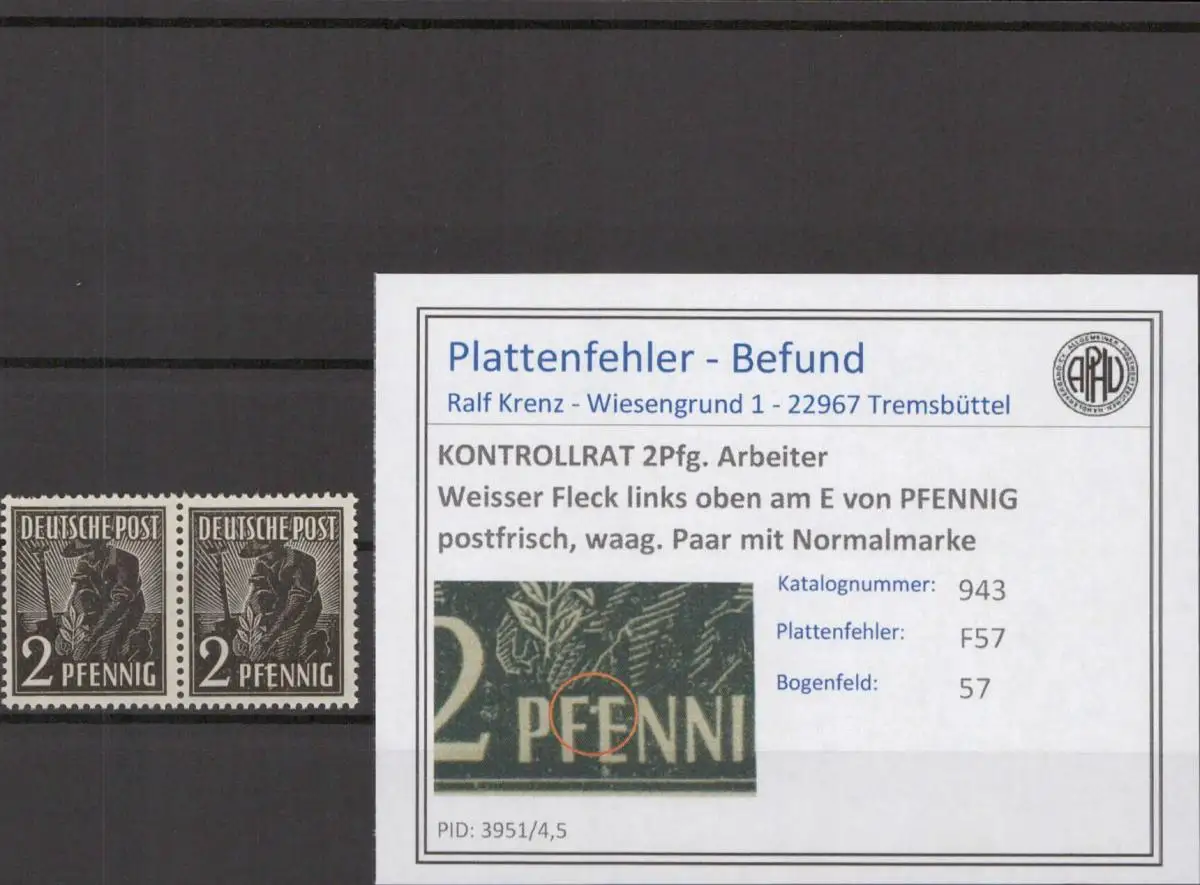 Plattenfehler - Befund
Ralf Krenz - Wiesengrund 1 - 22967 Tremsbüttel
KONTROLLRAT 2Pfg. Arbeiter
Weisser Fleck links oben am E von PFENNIG
postfrisch, waag. Paar mit Normalmarke
Katalognummer: 943
Plattenfehler: F57
Bogenfeld: 57
2 PFENNI
PID: 3951/4,5
APHV
DEUTSCHE POST
2 PFENNIG
DEUTSCHE POST
2 PFENNIG